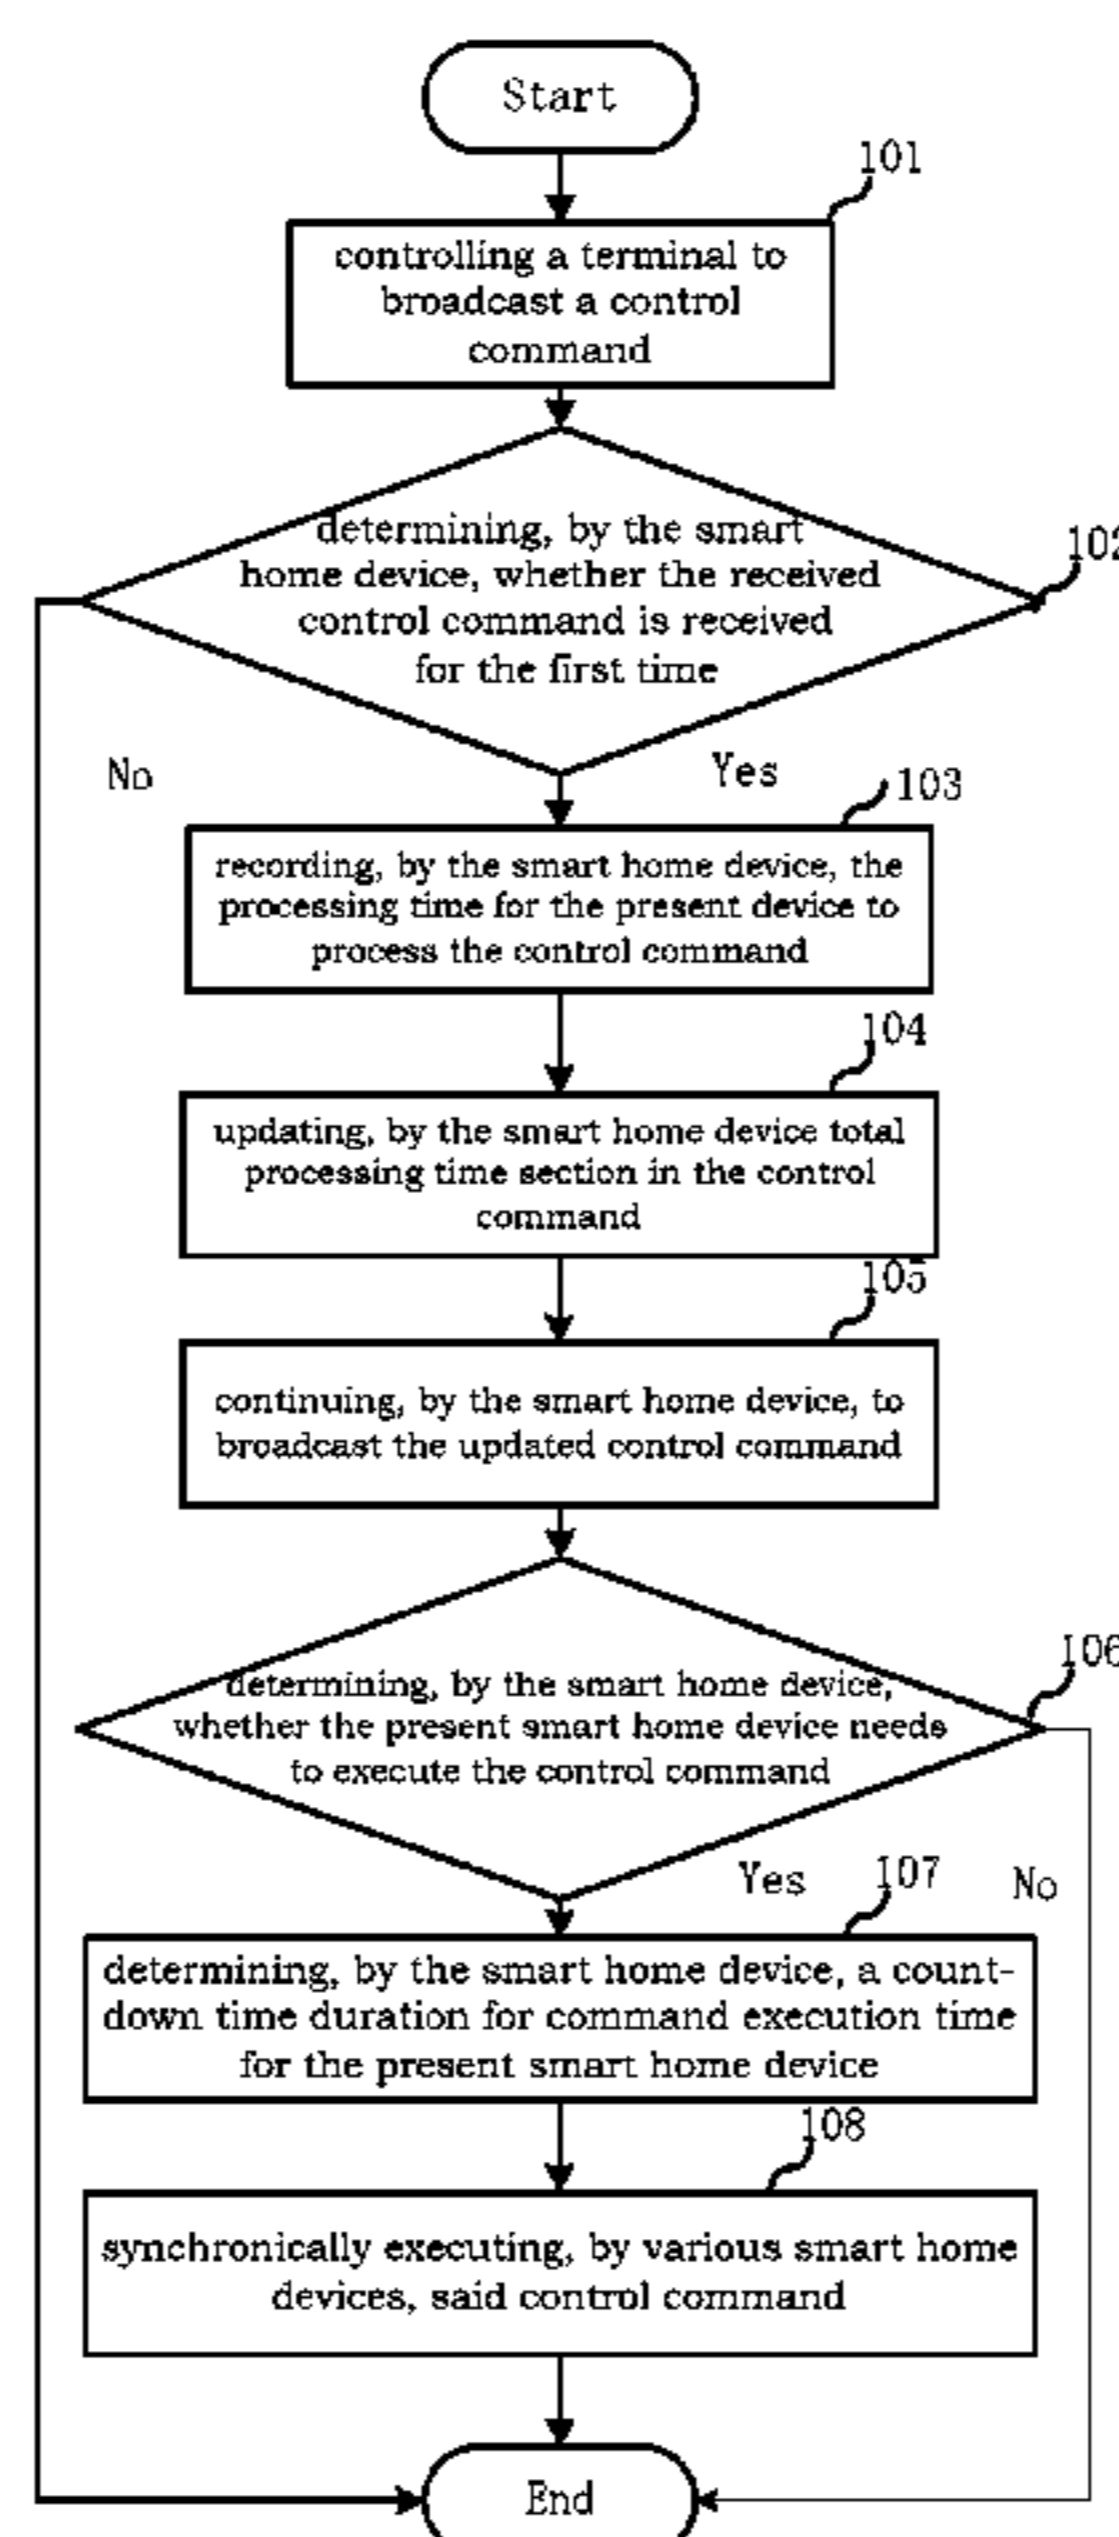 Start
101
controlling a terminal to
broadcast a control
command
determining, by the smart
home device, whether the received
control command is received
for the first time
102
No
Yes
103
recording, by the smart home device, the
processing time for the present device to
process the control command
104
updating, by the smart home device total
processing time section in the control
command
105
continuing, by the smart home device, to
broadcast the updated control command
106
determining, by the smart home device,
whether the present smart home device needs
to execute the control command
Yes
107
No
determining, by the smart home device, a count-
down time duration for command execution time
for the present smart home device
108
synchronically executing, by various smart home
devices, said control command
End